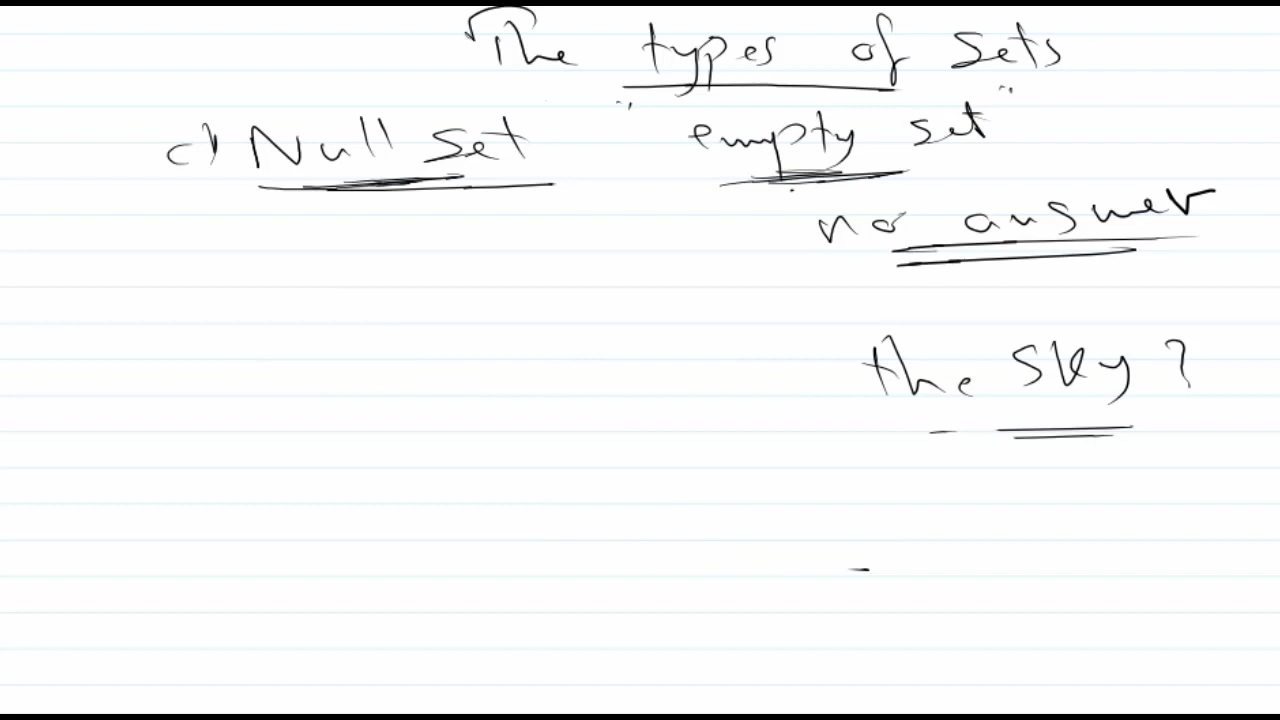 The types of sets
c) Null set "empty set"
no answer
the sky?